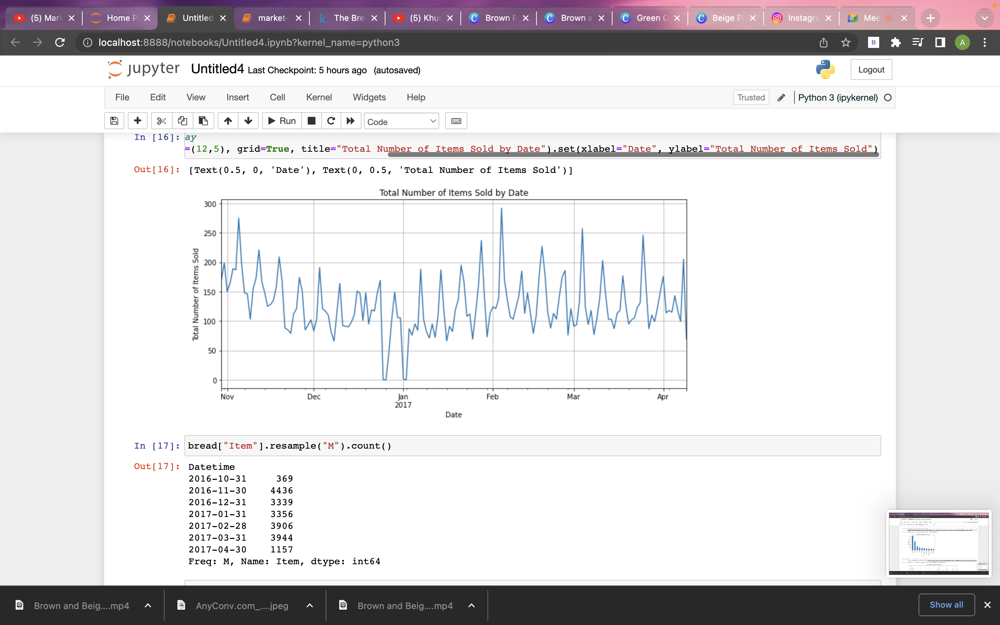 (5) Mark
Home P
Untitled
market-
The Bre
(5) Khu
Brown P
Brown a
Green C
Beige P
Instagra
Mee
localhost:8888/notebooks/Untitled4.ipynb?kernel_name=python3
B
A
jupyter Untitled4 Last Checkpoint: 5 hours ago (autosaved)
Logout
File Edit View Insert Cell Kernel Widgets Help
Trusted
Python 3 (ipykernel)
Run
Code
In [16]: ay
=(12,5), grid=True, title="Total Number of Items Sold by Date").set(xlabel="Date", ylabel="Total Number of Items Sold")
Out[16]: [Text(0.5, 0, 'Date'), Text(0, 0.5, 'Total Number of Items Sold')]
Total Number of Items Sold by Date
300
250
200
150
100
50
0
Total Number of Items Sold
Nov Dec Jan Feb Mar Apr
2017
Date
In [17]: bread["Item"].resample("M").count()
Out[17]: Datetime
2016-10-31 369
2016-11-30 4436
2016-12-31 3339
2017-01-31 3356
2017-02-28 3906
2017-03-31 3944
2017-04-30 1157
Freq: M, Name: Item, dtype: int64
Brown and Beig....mp4
AnyConv.com_....jpeg
Brown and Beig....mp4
Show all